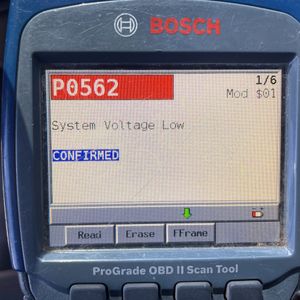 BOSCH
P0562
1/6
Mod $01
System Voltage Low
CONFIRMED
Read Erase FFrame
ProGrade OBD II Scan Tool